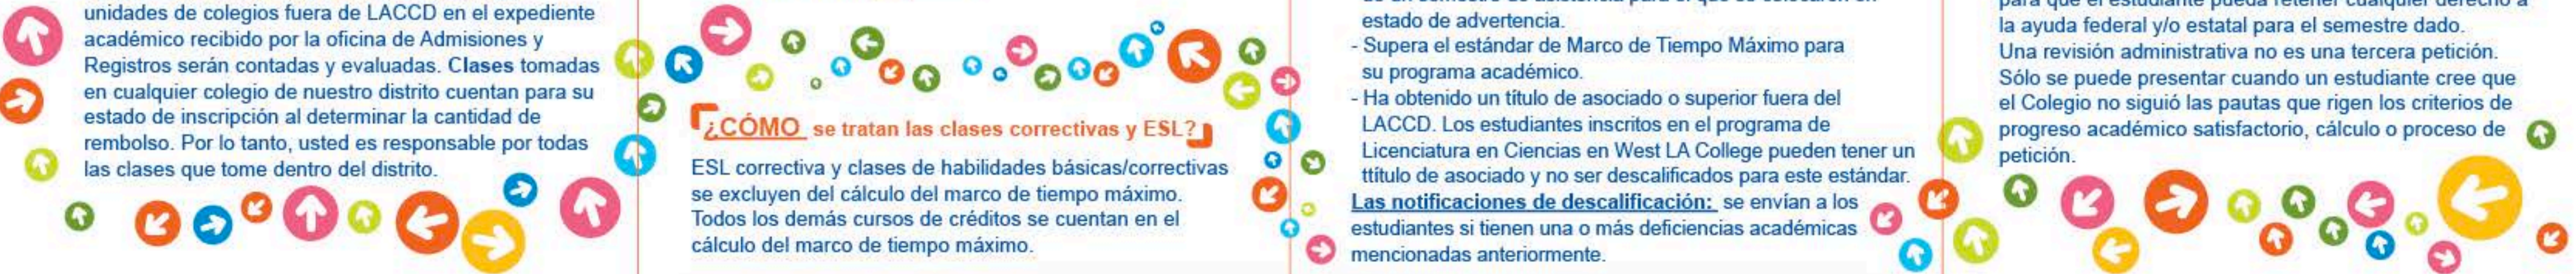 unidades de colegios fuera de LACCD en el expediente
académico recibido por la oficina de Admisiones y
Registros serán contadas y evaluadas. Clases tomadas
en cualquier colegio de nuestro distrito cuentan para su
estado de inscripción al determinar la cantidad de
rembolso. Por lo tanto, usted es responsable por todas
las clases que tome dentro del distrito.
¿CÓMO se tratan las clases correctivas y ESL?
ESL correctiva y clases de habilidades básicas/correctivas
se excluyen del cálculo del marco de tiempo máximo.
Todos los demás cursos de créditos se cuentan en el
cálculo del marco de tiempo máximo.
estado de advertencia.
- Supera el estándar de Marco de Tiempo Máximo para
su programa académico.
- Ha obtenido un título de asociado o superior fuera del
LACCD. Los estudiantes inscritos en el programa de
Licenciatura en Ciencias en West LA College pueden tener un
ttítulo de asociado y no ser descalificados para este estándar.
Las notificaciones de descalificación: se envían a los
estudiantes si tienen una o más deficiencias académicas
mencionadas anteriormente.
para que el estudiante pueda retener cualquier derecho a
la ayuda federal y/o estatal para el semestre dado.
Una revisión administrativa no es una tercera petición.
Sólo se puede presentar cuando un estudiante cree que
el Colegio no siguió las pautas que rigen los criterios de
progreso académico satisfactorio, cálculo o proceso de
petición.